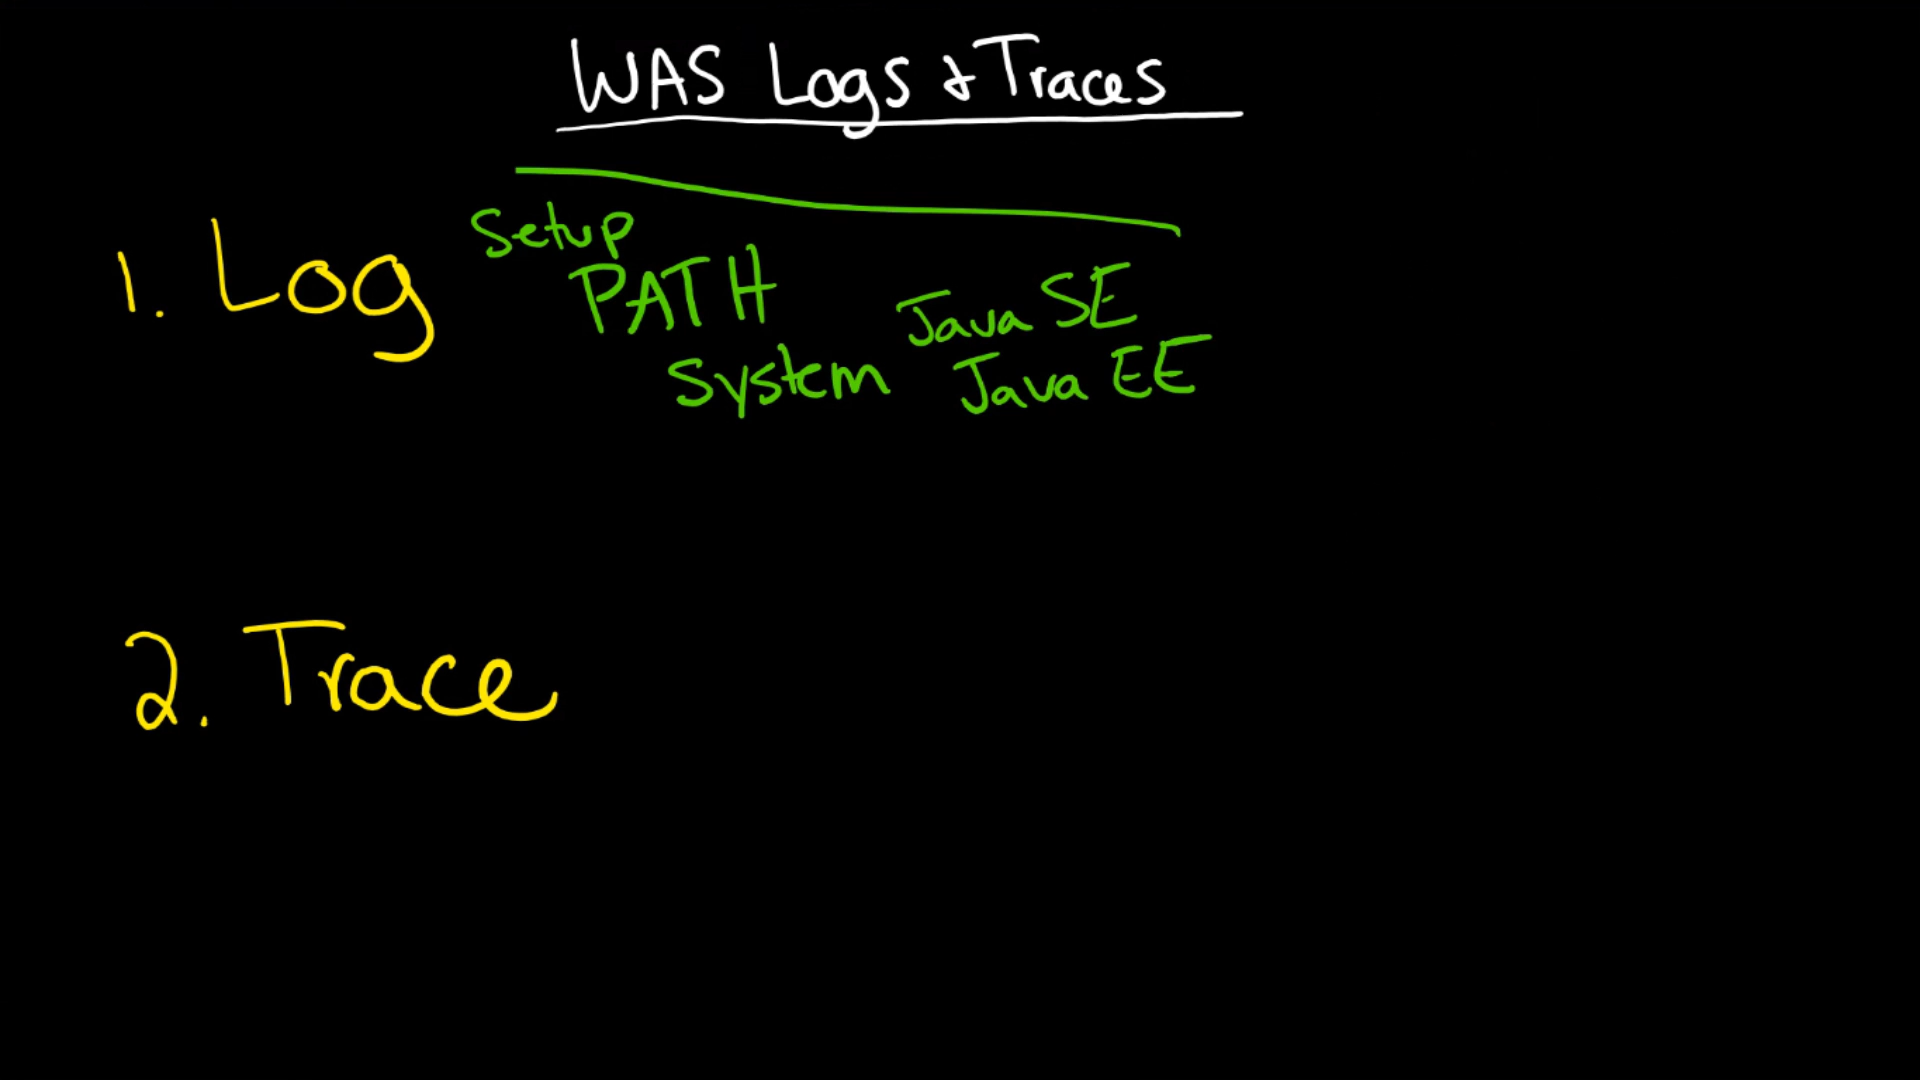 WAS Logs & Traces
1. Log
Setup
PATH
System
Java SE
Java EE
2. Trace